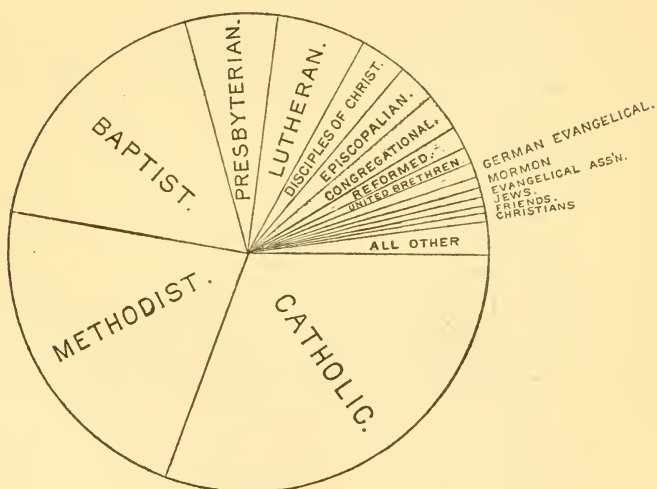 BAPTIST.
PRESBYTERIAN.
LUTHERAN.
DISCIPLES OF CHRIST.
EPISCOPALIAN.
CONGREGATIONAL.
REFORMED.
UNITED BRETHREN
GERMAN EVANGELICAL.
MORMON
EVANGELICAL ASS'N.
JEWS.
FRIENDS.
CHRISTIANS
ALL OTHER
CATHOLIC.
METHODIST.